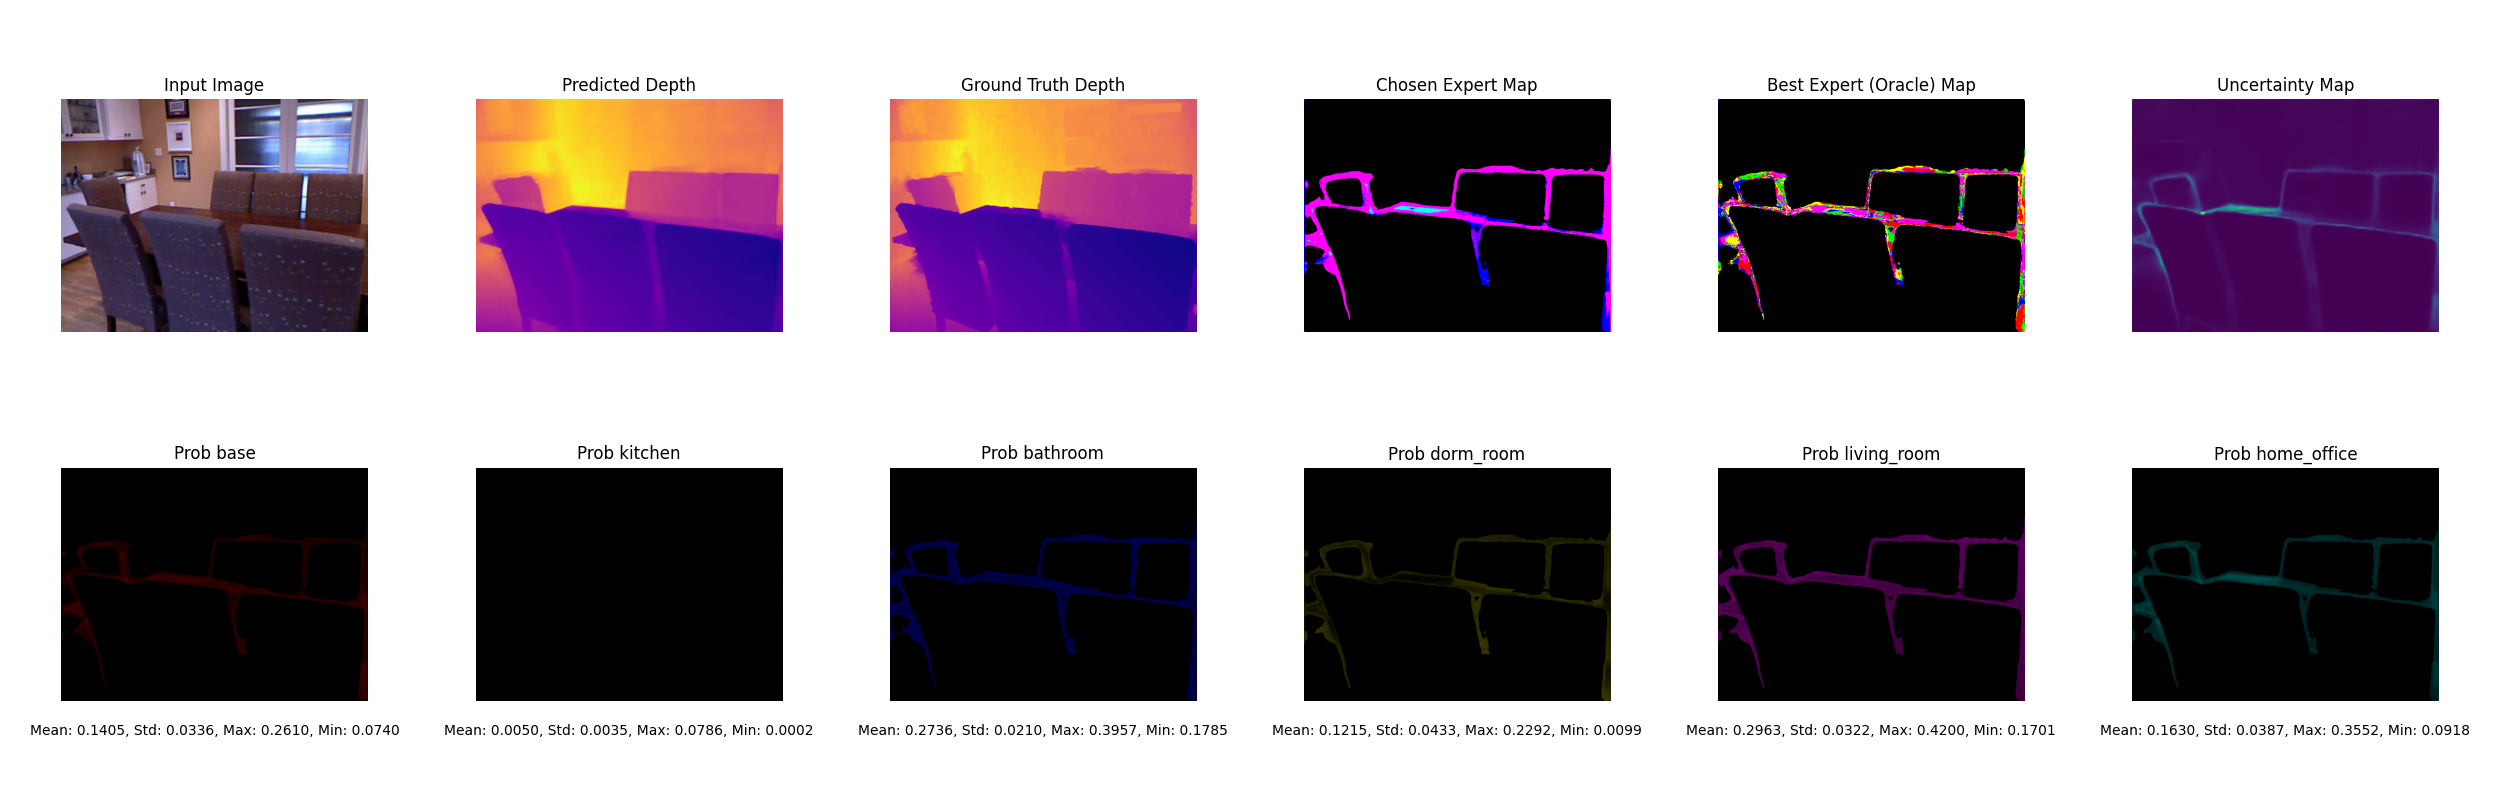 Input Image
Predicted Depth
Ground Truth Depth
Chosen Expert Map
Best Expert (Oracle) Map
Uncertainty Map
Prob base
Prob kitchen
Prob bathroom
Prob dorm_room
Prob living_room
Prob home_office
Mean: 0.1405, Std: 0.0336, Max: 0.2610, Min: 0.0740
Mean: 0.0050, Std: 0.0035, Max: 0.0786, Min: 0.0002
Mean: 0.2736, Std: 0.0210, Max: 0.3957, Min: 0.1785
Mean: 0.1215, Std: 0.0433, Max: 0.2292, Min: 0.0099
Mean: 0.2963, Std: 0.0322, Max: 0.4200, Min: 0.1701
Mean: 0.1630, Std: 0.0387, Max: 0.3552, Min: 0.0918